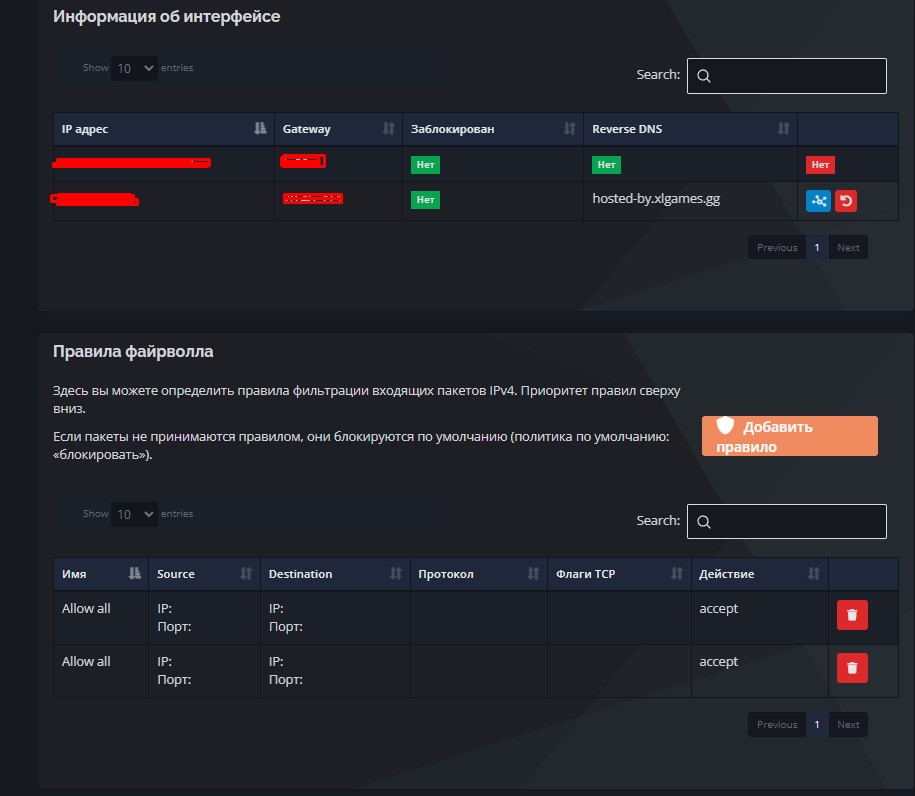 Информация об интерфейсе
Show 10 entries
Search:
IP адрес Gateway Заблокирован Reverse DNS
Нет Нет Нет
Нет hosted-by.xlgames.gg
Previous 1 Next
Правила файрволла
Здесь вы можете определить правила фильтрации входящих пакетов IPv4. Приоритет правил сверху
вниз.
Если пакеты не принимаются правилом, они блокируются по умолчанию (политика по умолчанию:
«блокировать»).
Добавить
правило
Show 10 entries
Search:
Имя Source Destination Протокол Флаги TCP Действие
Allow all IP: IP: accept
Порт: Порт:
Allow all IP: IP: accept
Порт: Порт:
Previous 1 Next